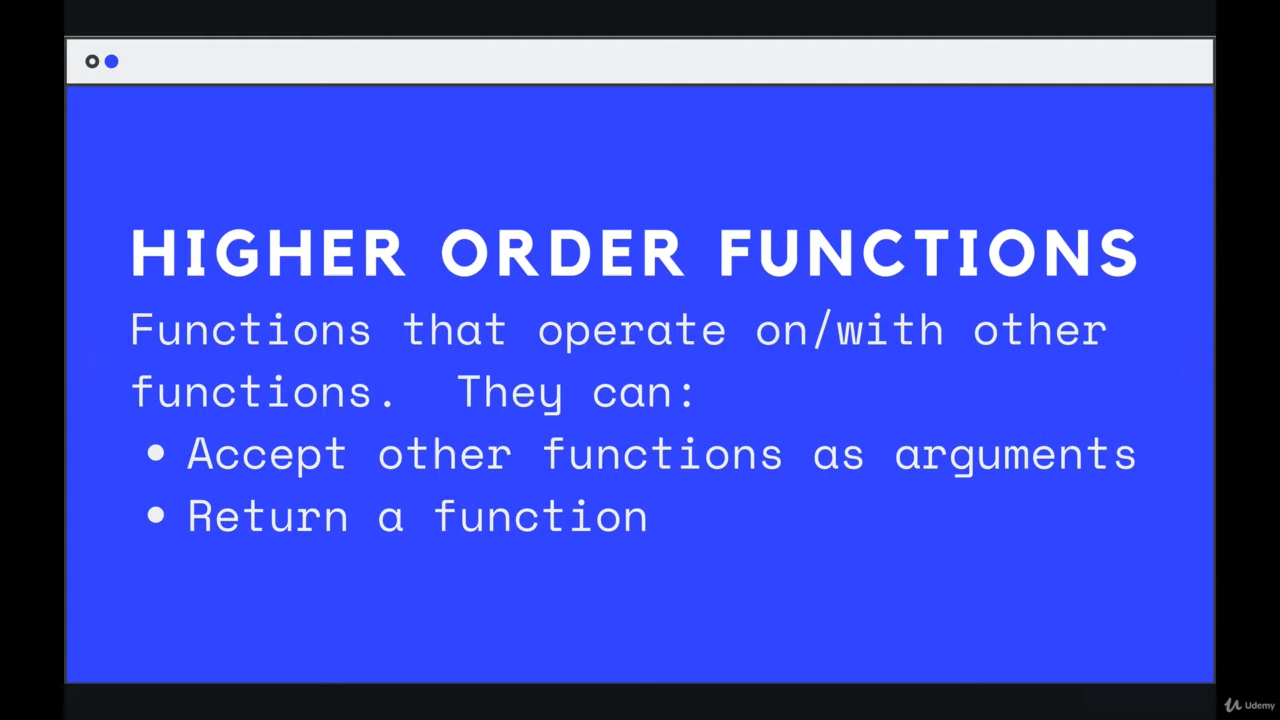 HIGHER ORDER FUNCTIONS
Functions that operate on/with other
functions.  They can:
• Accept other functions as arguments
• Return a function
Udemy